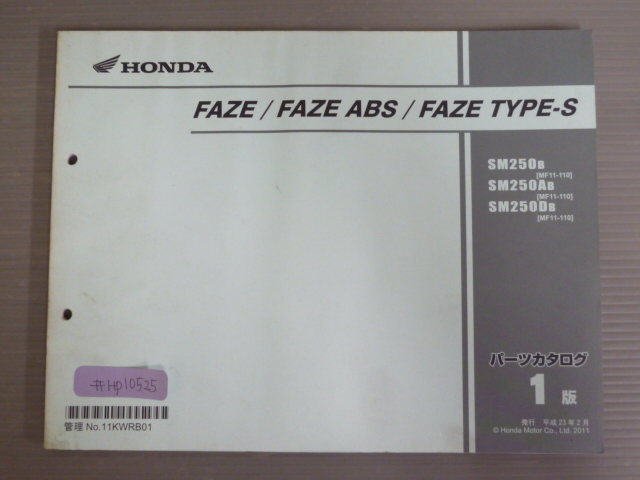 HONDA
FAZE / FAZE ABS / FAZE TYPE-S
SM250B
[MF11-110]
SM250AB
[MF11-110]
SM250DB
[MF11-110]
パーツカタログ
1 版
発行 平成23年2月
© Honda Motor Co., Ltd. 2011
#Hp10525
管理 No.11KWRB01